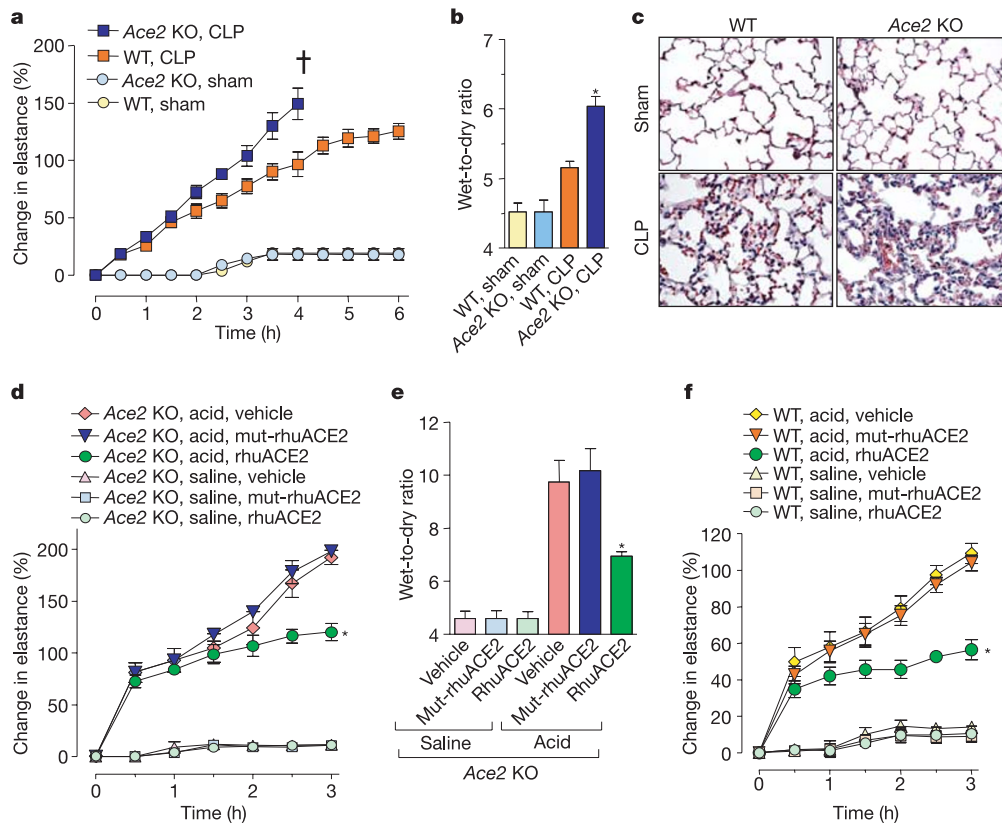 a
Ace2 KO, CLP
WT, CLP
Ace2 KO, sham
WT, sham
†
Change in elastance (%)
200
150
100
50
0
0 1 2 3 4 5 6
Time (h)
b
Wet-to-dry ratio
7
6
5
4
*
WT, sham
Ace2 KO, sham
WT, CLP
Ace2 KO, CLP
c
WT Ace2 KO
Sham
CLP
d
Ace2 KO, acid, vehicle
Ace2 KO, acid, mut-rhuACE2
Ace2 KO, acid, rhuACE2
Ace2 KO, saline, vehicle
Ace2 KO, saline, mut-rhuACE2
Ace2 KO, saline, rhuACE2
Change in elastance (%)
200
150
100
50
0
*
0 1 2 3
Time (h)
e
Wet-to-dry ratio
12
10
8
6
4
*
Vehicle
Mut-rhuACE2
RhuACE2
Vehicle
Mut-rhuACE2
RhuACE2
Saline Acid
Ace2 KO
f
WT, acid, vehicle
WT, acid, mut-rhuACE2
WT, acid, rhuACE2
WT, saline, vehicle
WT, saline, mut-rhuACE2
WT, saline, rhuACE2
Change in elastance (%)
120
100
80
60
40
20
0
*
0 1 2 3
Time (h)